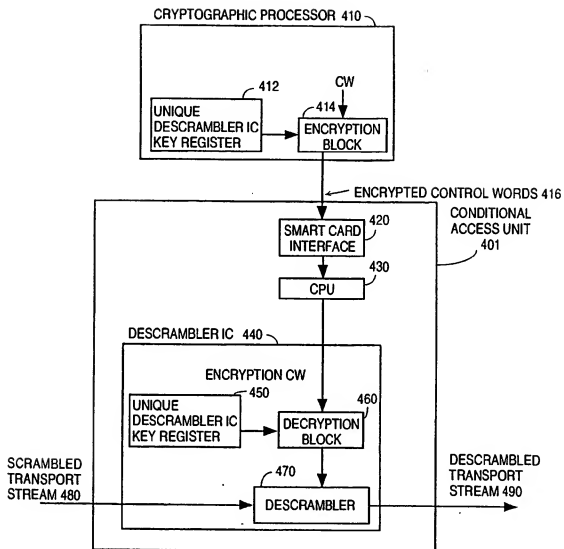 CRYPTOGRAPHIC PROCESSOR 410
412
CW
414
UNIQUE
DESCRAMBLER IC
KEY REGISTER
ENCRYPTION
BLOCK
ENCRYPTED CONTROL WORDS 416
420
SMART CARD
INTERFACE
CONDITIONAL
ACCESS UNIT
401
430
CPU
DESCRAMBLER IC 440
ENCRYPTION CW
450
460
UNIQUE
DESCRAMBLER IC
KEY REGISTER
DECRYPTION
BLOCK
SCRAMBLED
TRANSPORT
STREAM 480
470
DESCRAMBLER
DESCRAMBLED
TRANSPORT
STREAM 490